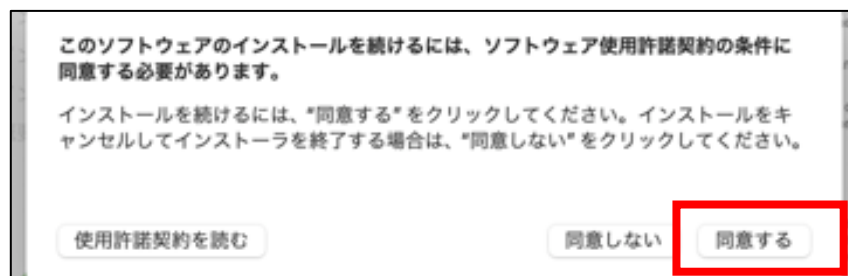 このソフトウェアのインストールを続けるには、ソフトウェア使用許諾契約の条件に
同意する必要があります。
インストールを続けるには、“同意する” をクリックしてください。インストールをキ
ャンセルしてインストーラを終了する場合は、“同意しない” をクリックしてください。
使用許諾契約を読む
同意しない
同意する